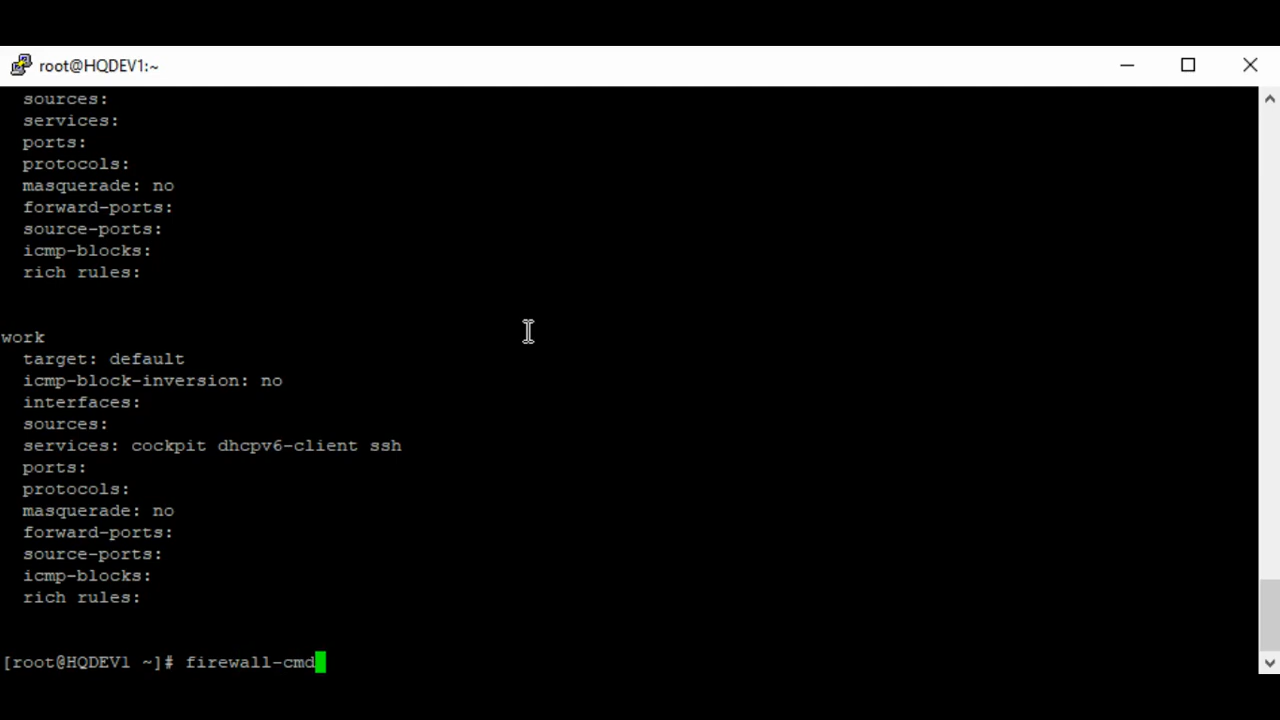 root@HQDEV1:~
sources:
services:
ports:
protocols:
masquerade: no
forward-ports:
source-ports:
icmp-blocks:
rich rules:
work
target: default
icmp-block-inversion: no
interfaces:
sources:
services: cockpit dhcpv6-client ssh
ports:
protocols:
masquerade: no
forward-ports:
source-ports:
icmp-blocks:
rich rules:
[root@HQDEV1 ~]# firewall-cmd